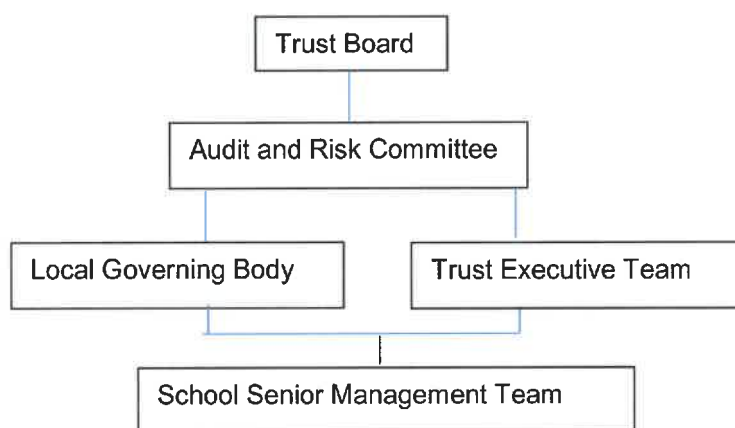 Trust Board
Audit and Risk Committee
Local Governing Body
Trust Executive Team
School Senior Management Team